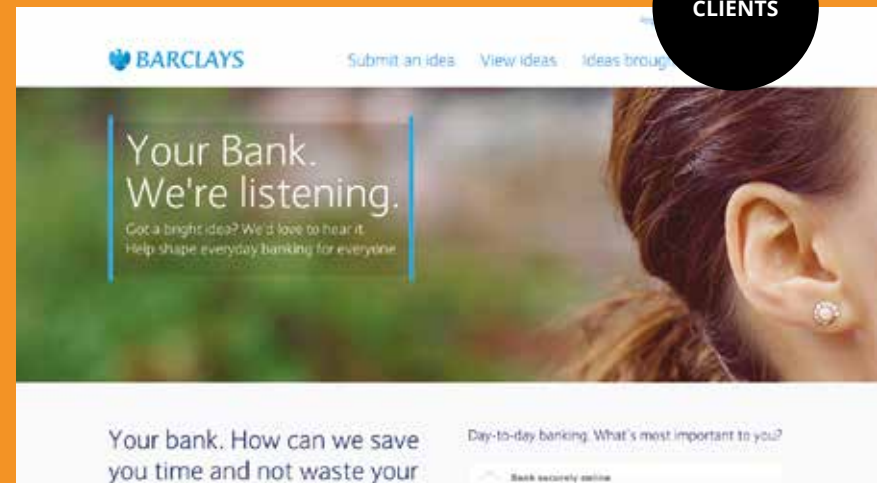 CLIENTS
BARCLAYS
Submit an idea View ideas Ideas
Your Bank.
We're listening.
Got a bright idea? We'd love to hear it.
Help shape everyday banking for everyone
Your bank. How can we save
you time and not waste your
Day-to-day banking. What's most important to you?
Bank securely online